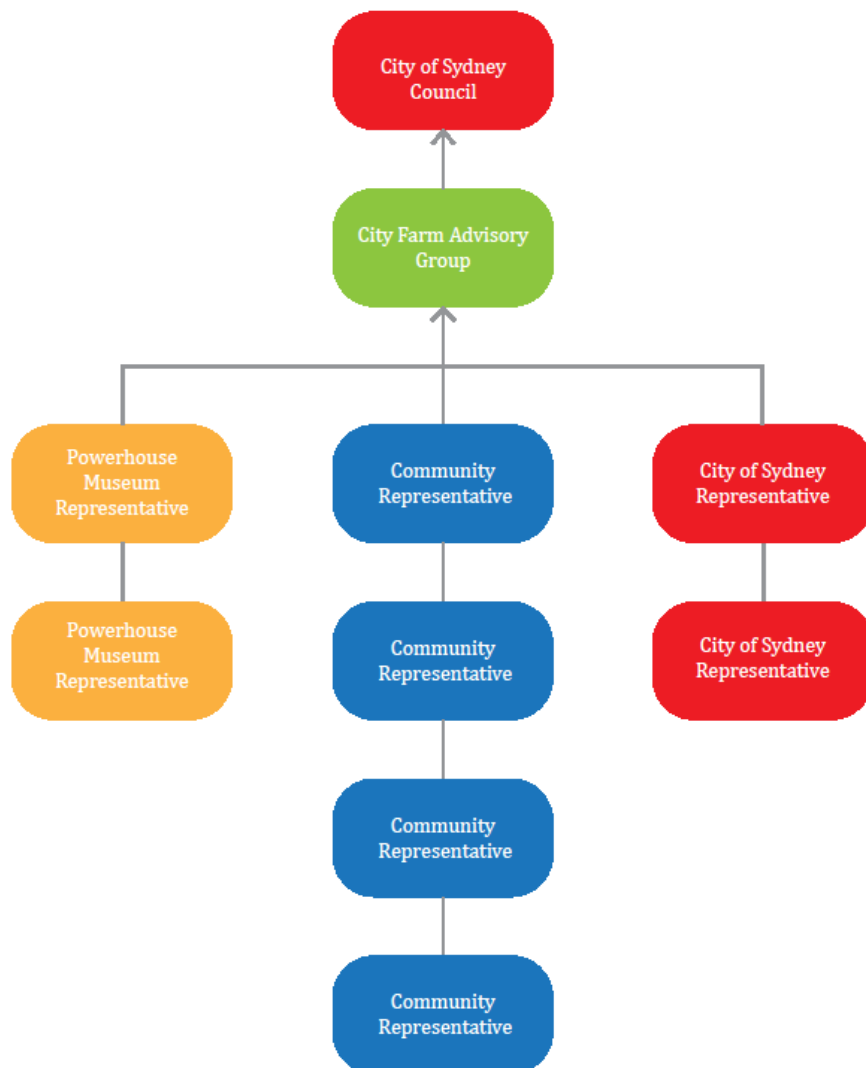 City of Sydney
Council
City Farm Advisory
Group
Powerhouse
Museum
Representative
Community
Representative
City of Sydney
Representative
Powerhouse
Museum
Representative
Community
Representative
City of Sydney
Representative
Community
Representative
Community
Representative